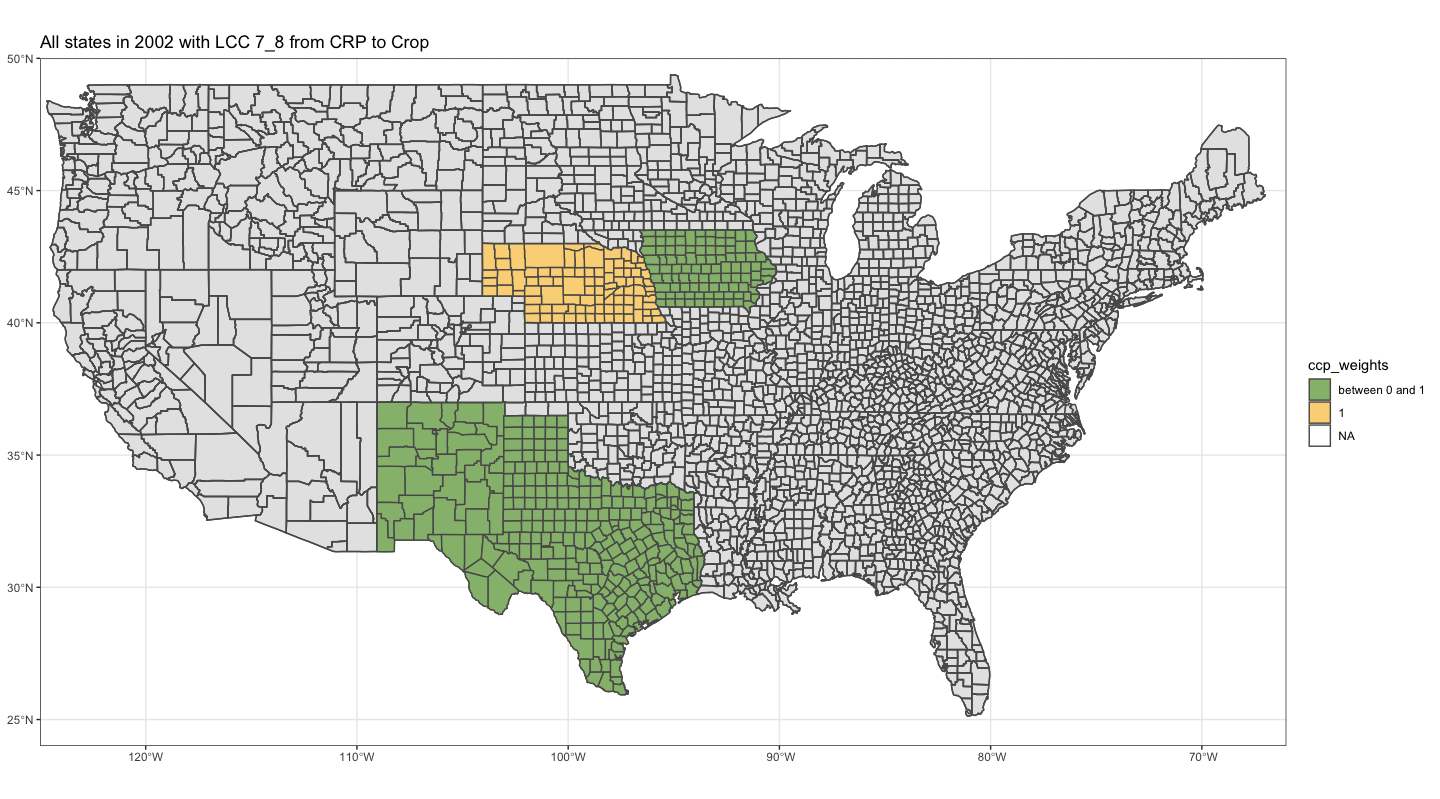 All states in 2002 with LCC 7_8 from CRP to Crop
50°N
45°N
40°N
35°N
30°N
25°N
120°W
110°W
100°W
90°W
80°W
70°W
ccp_weights
between 0 and 1
1
NA